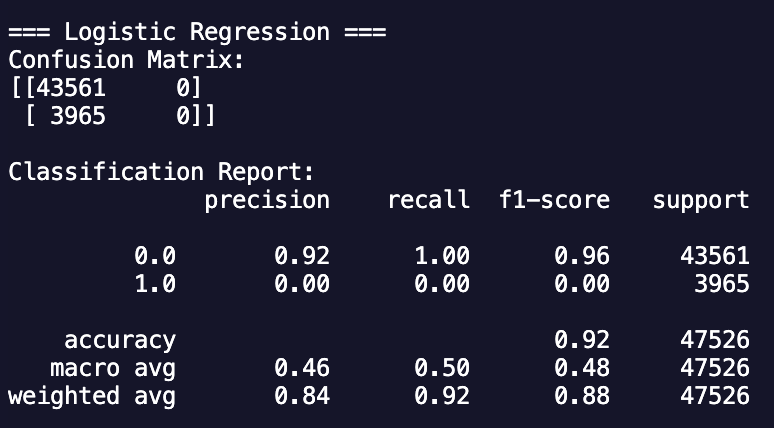 === Logistic Regression ===
Confusion Matrix:
[[43561     0]
 [ 3965     0]]

Classification Report:
              precision    recall  f1-score   support

         0.0       0.92      1.00      0.96     43561
         1.0       0.00      0.00      0.00      3965

    accuracy                           0.92     47526
   macro avg       0.46      0.50      0.48     47526
weighted avg       0.84      0.92      0.88     47526